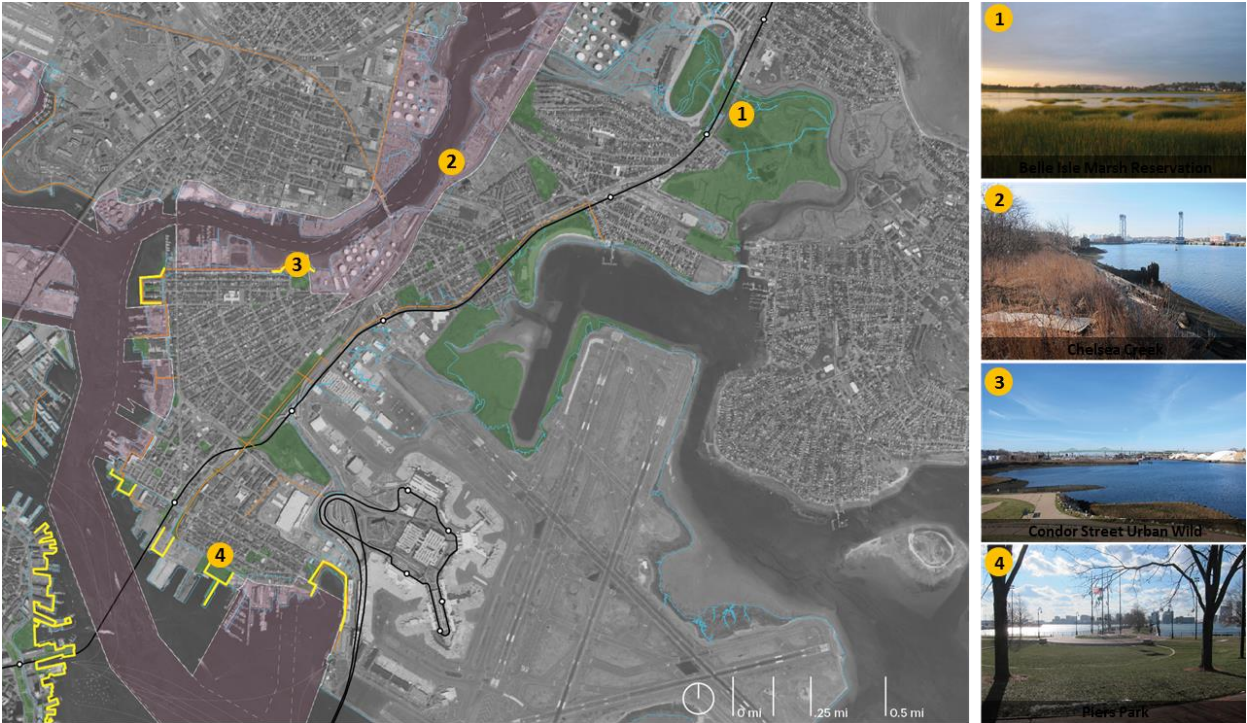 1
2
3
4
0 mi
.25 mi
0.5 mi
1
Belle Isle Marsh Reservation
2
Chelsea Creek
3
Condor Street Urban Wild
4
Piers Park